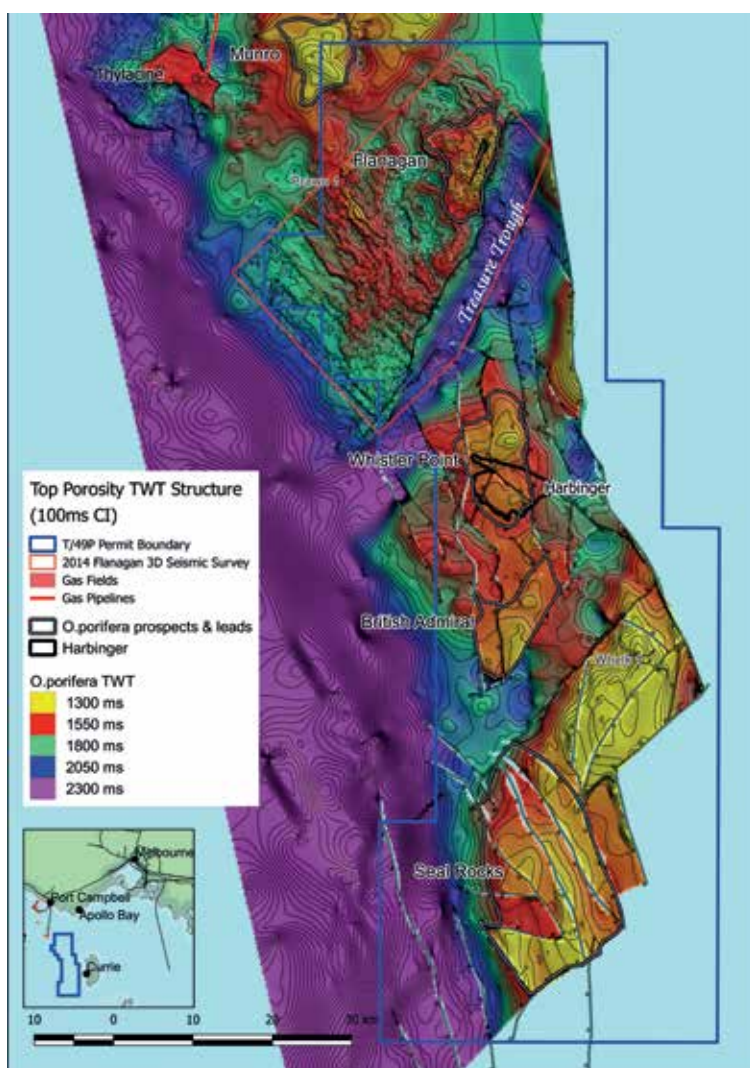 Munro
Thylacine
Flanagan
Treasure Trough
Whistler Point
Harbinger
British Admiral
Seal Rocks
Top Porosity TWT Structure
(100ms CI)
T/49P Permit Boundary
2014 Flanagan 3D Seismic Survey
Gas Fields
Gas Pipelines
O.porifera prospects & leads
Harbinger
O.porifera TWT
1300 ms
1550 ms
1800 ms
2050 ms
2300 ms
Melbourne
Port Campbell
Apollo Bay
Currie
10 0 10 20 30 km